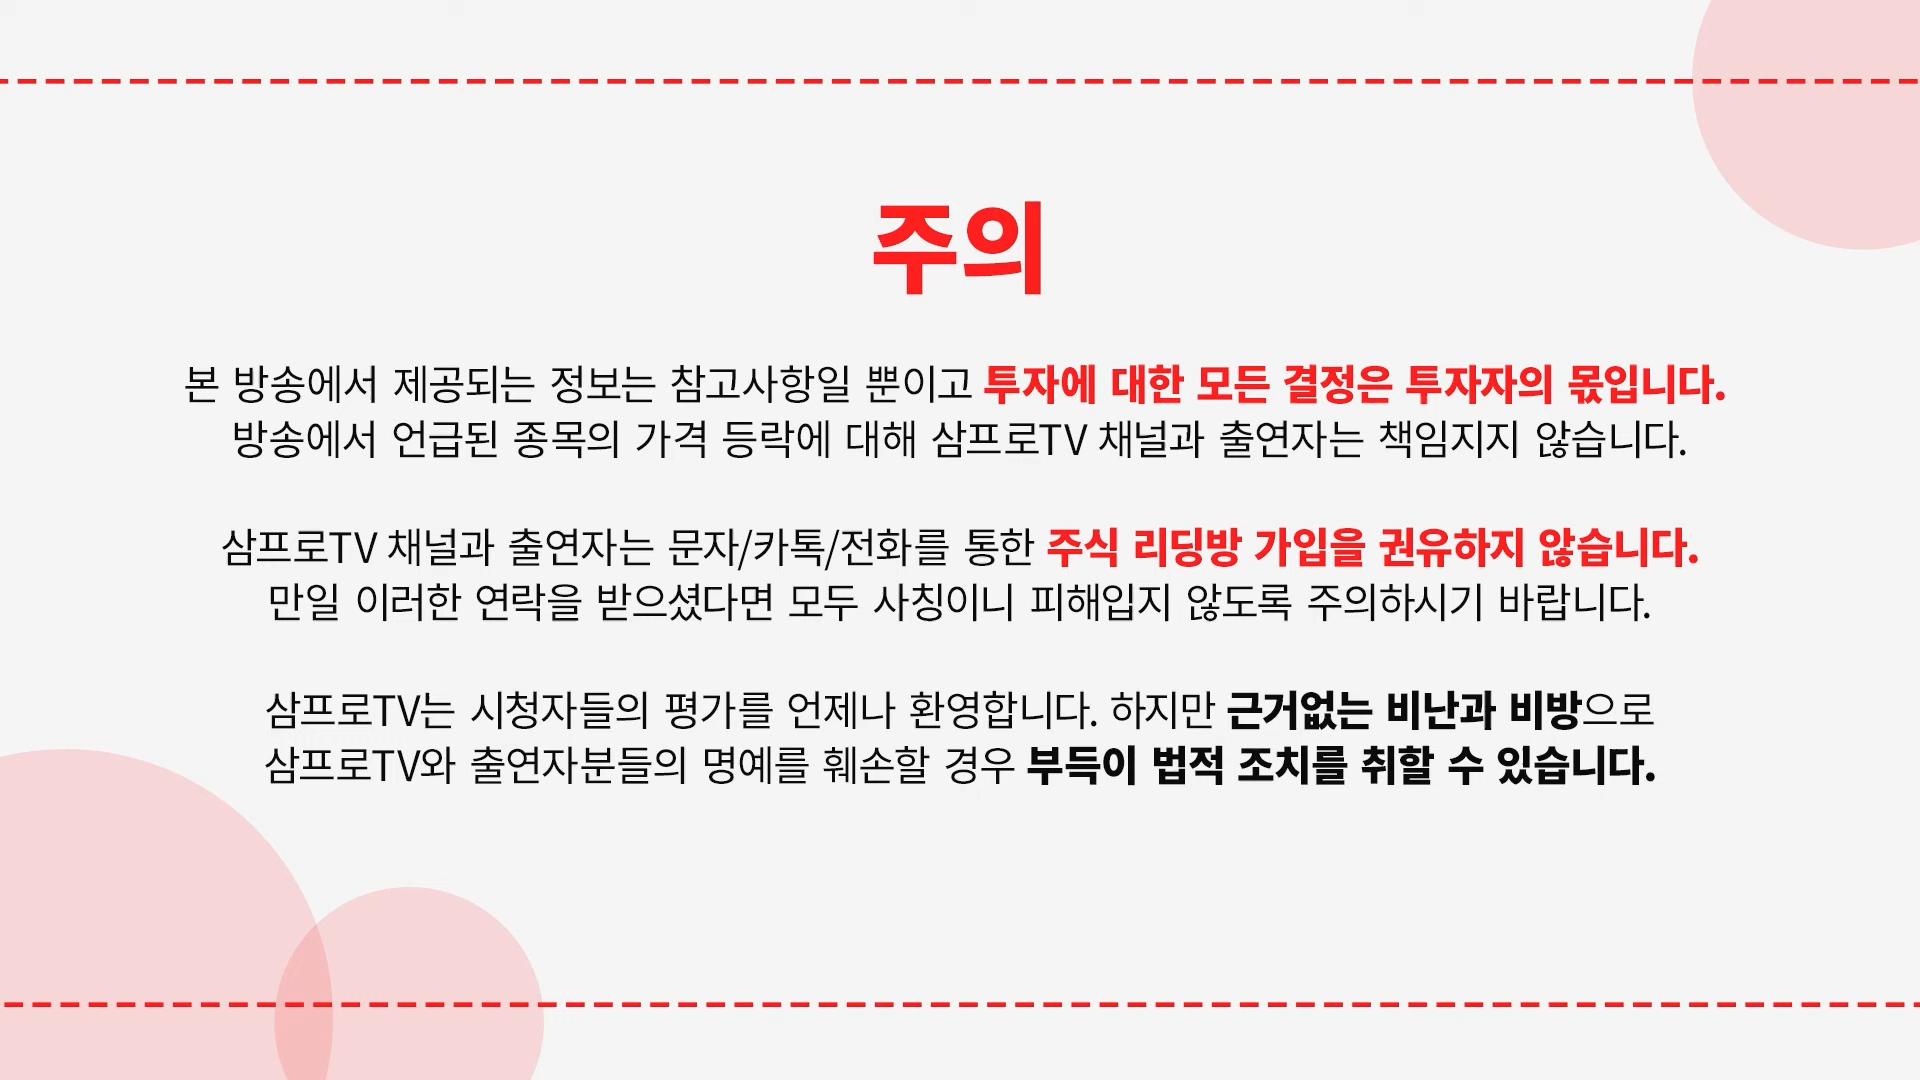 주의
본 방송에서 제공되는 정보는 참고사항일 뿐이고 투자에 대한 모든 결정은 투자자의 몫입니다.
방송에서 언급된 종목의 가격 등락에 대해 삼프로TV 채널과 출연자는 책임지지 않습니다.
삼프로TV 채널과 출연자는 문자/카톡/전화를 통한 주식 리딩방 가입을 권유하지 않습니다.
만일 이러한 연락을 받으셨다면 모두 사칭이니 피해입지 않도록 주의하시기 바랍니다.
삼프로TV는 시청자들의 평가를 언제나 환영합니다. 하지만 근거없는 비난과 비방으로
삼프로TV와 출연자분들의 명예를 훼손할 경우 부득이 법적 조치를 취할 수 있습니다.